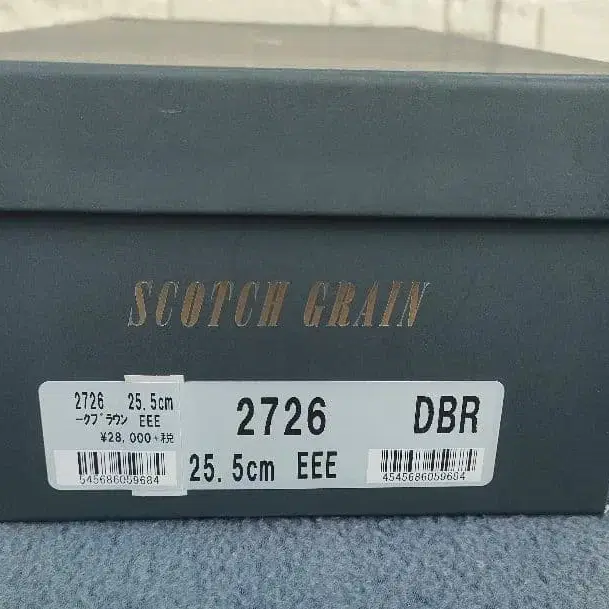 SCOTCH GRAIN
2726 25.5cm
ークブラウン EEE
¥28,000+税
545686059684
2726 DBR
25.5cm EEE
4545686059684